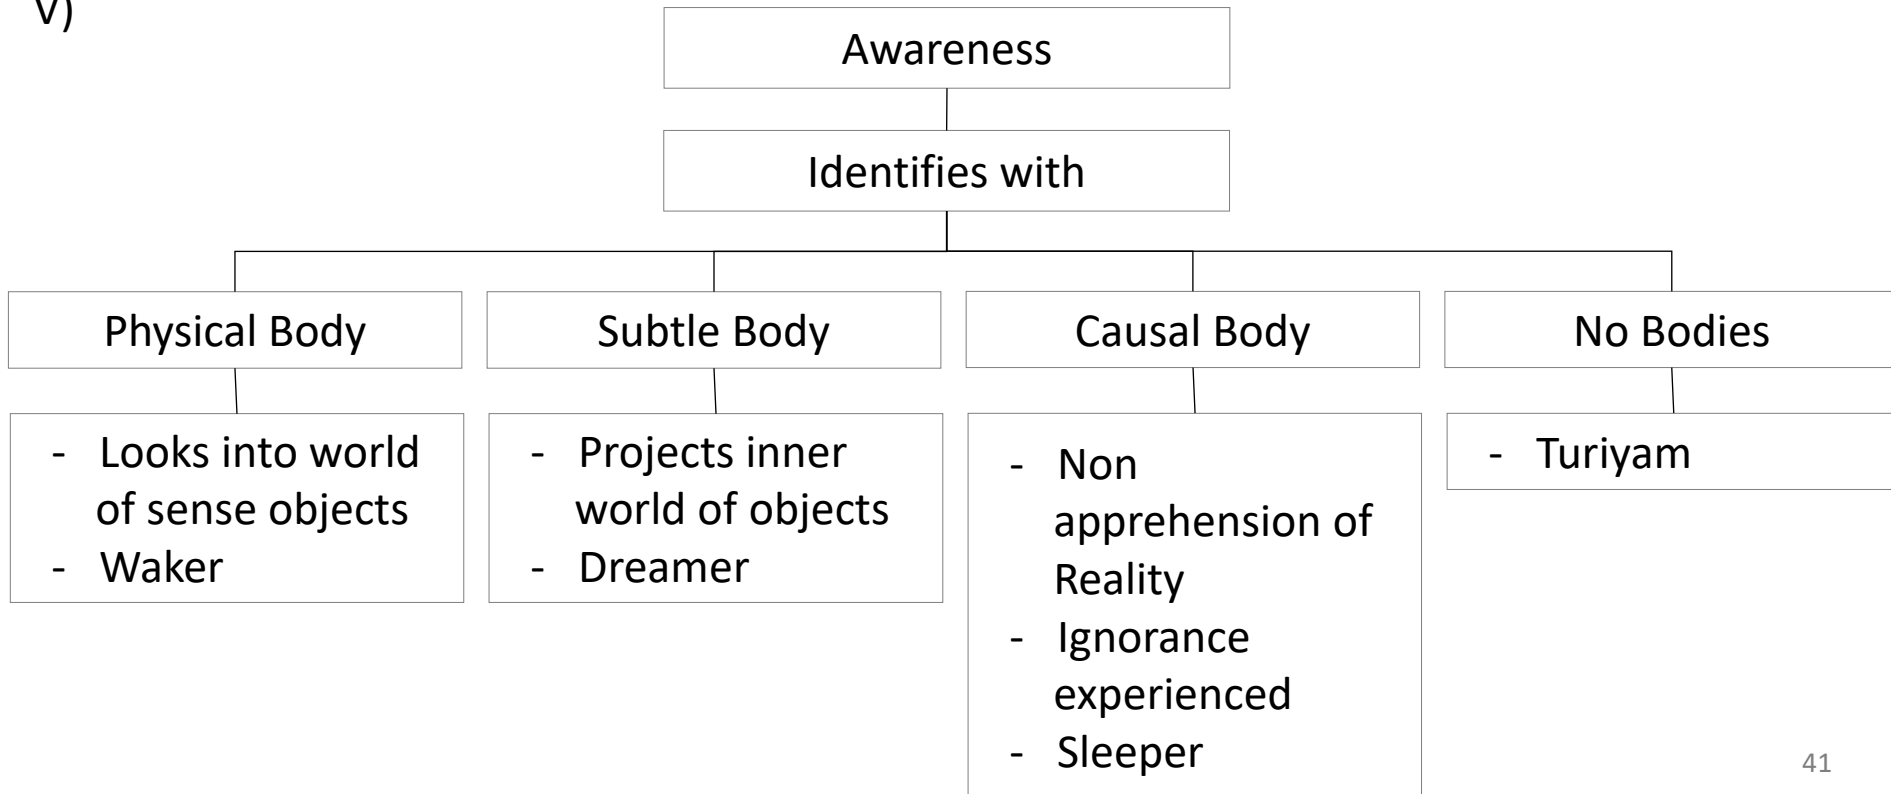 V)
Awareness
Identifies with
Physical Body
- Looks into world
of sense objects
- Waker
Subtle Body
- Projects inner
world of objects
- Dreamer
Causal Body
- Non
apprehension of
Reality
- Ignorance
experienced
- Sleeper
No Bodies
- Turiyam
41